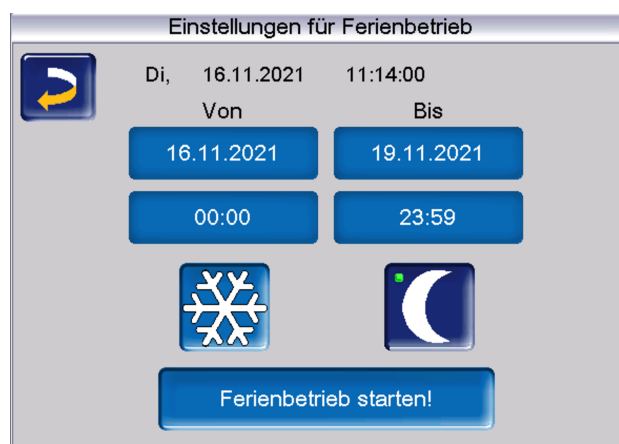 Einstellungen für Ferienbetrieb
Di, 16.11.2021 11:14:00
Von Bis
16.11.2021 19.11.2021
00:00 23:59
Ferienbetrieb starten!